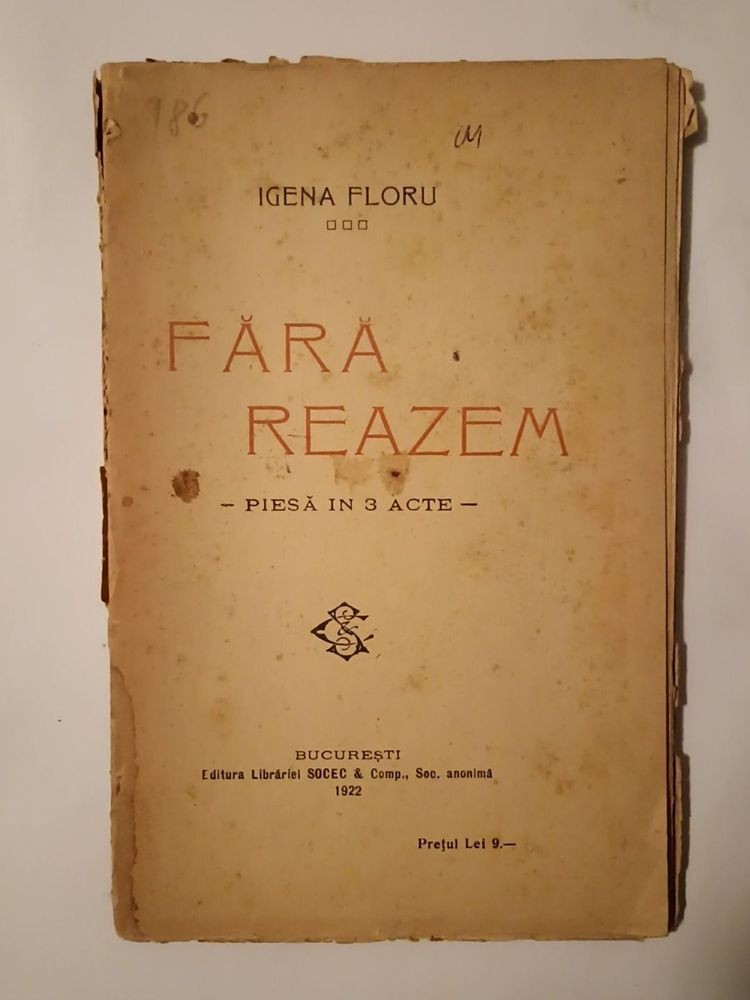 986
IGENA FLORU
FĂRĂ
REAZEM
– PIESĂ IN 3 ACTE –
BUCUREȘTI
Editura Librăriei SOCEC & Comp., Soc. anonimă
1922
Prețul Lei 9.—